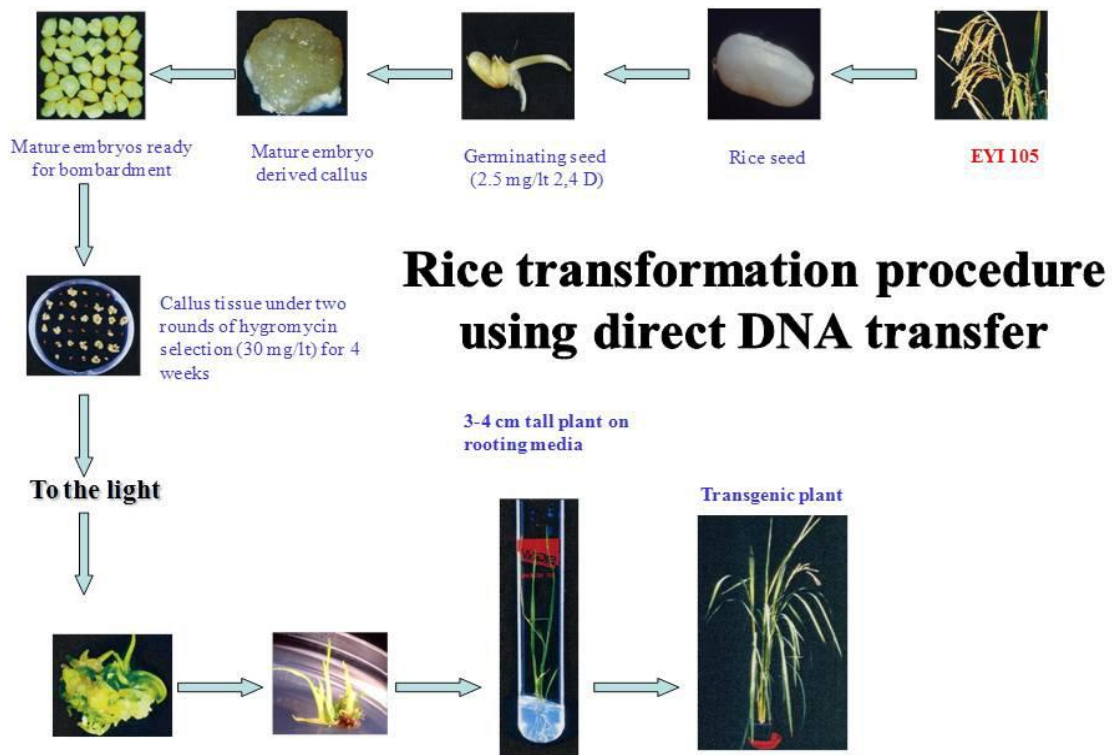 Mature embryos ready
for bombardment
Mature embryo
derived callus
Germinating seed
(2.5 mg/lt 2,4 D)
Rice seed
EYI 105
Rice transformation procedure
using direct DNA transfer
Callus tissue under two
rounds of hygromycin
selection (30 mg/lt) for 4
weeks
To the light
3-4 cm tall plant on
rooting media
Transgenic plant